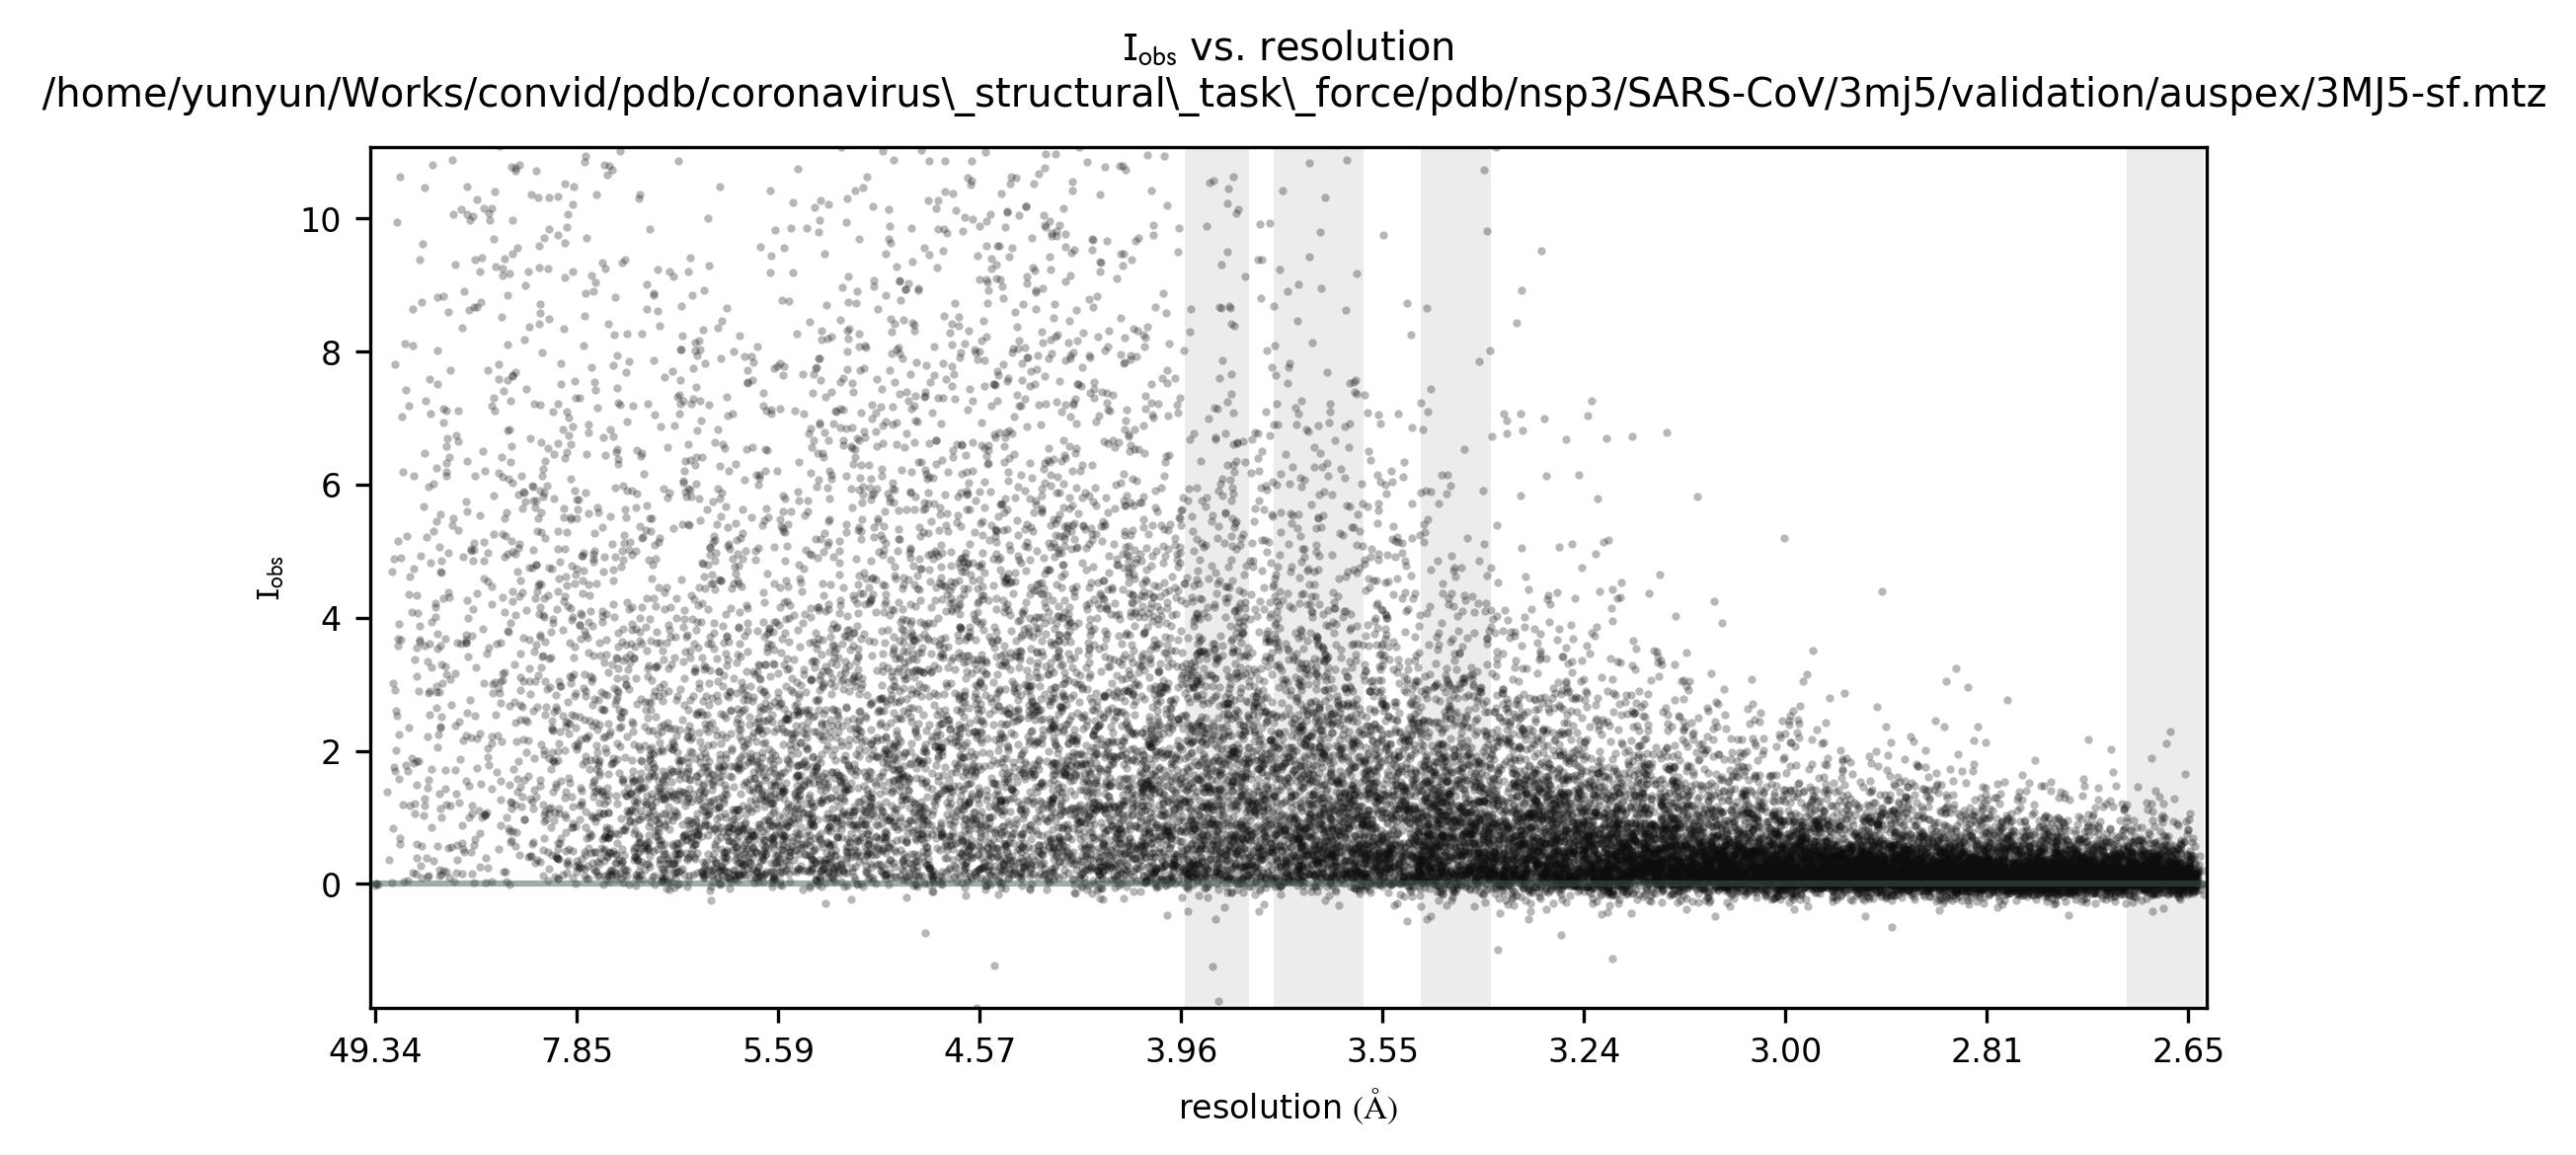 I_obs vs. resolution
/home/yunyun/Works/convid/pdb/coronavirus\_structural\_task\_force/pdb/nsp3/SARS-CoV/3mj5/validation/auspex/3MJ5-sf.mtz
10
8
6
4
2
0
I_obs
49.34 7.85 5.59 4.57 3.96 3.55 3.24 3.00 2.81 2.65
resolution (Å)